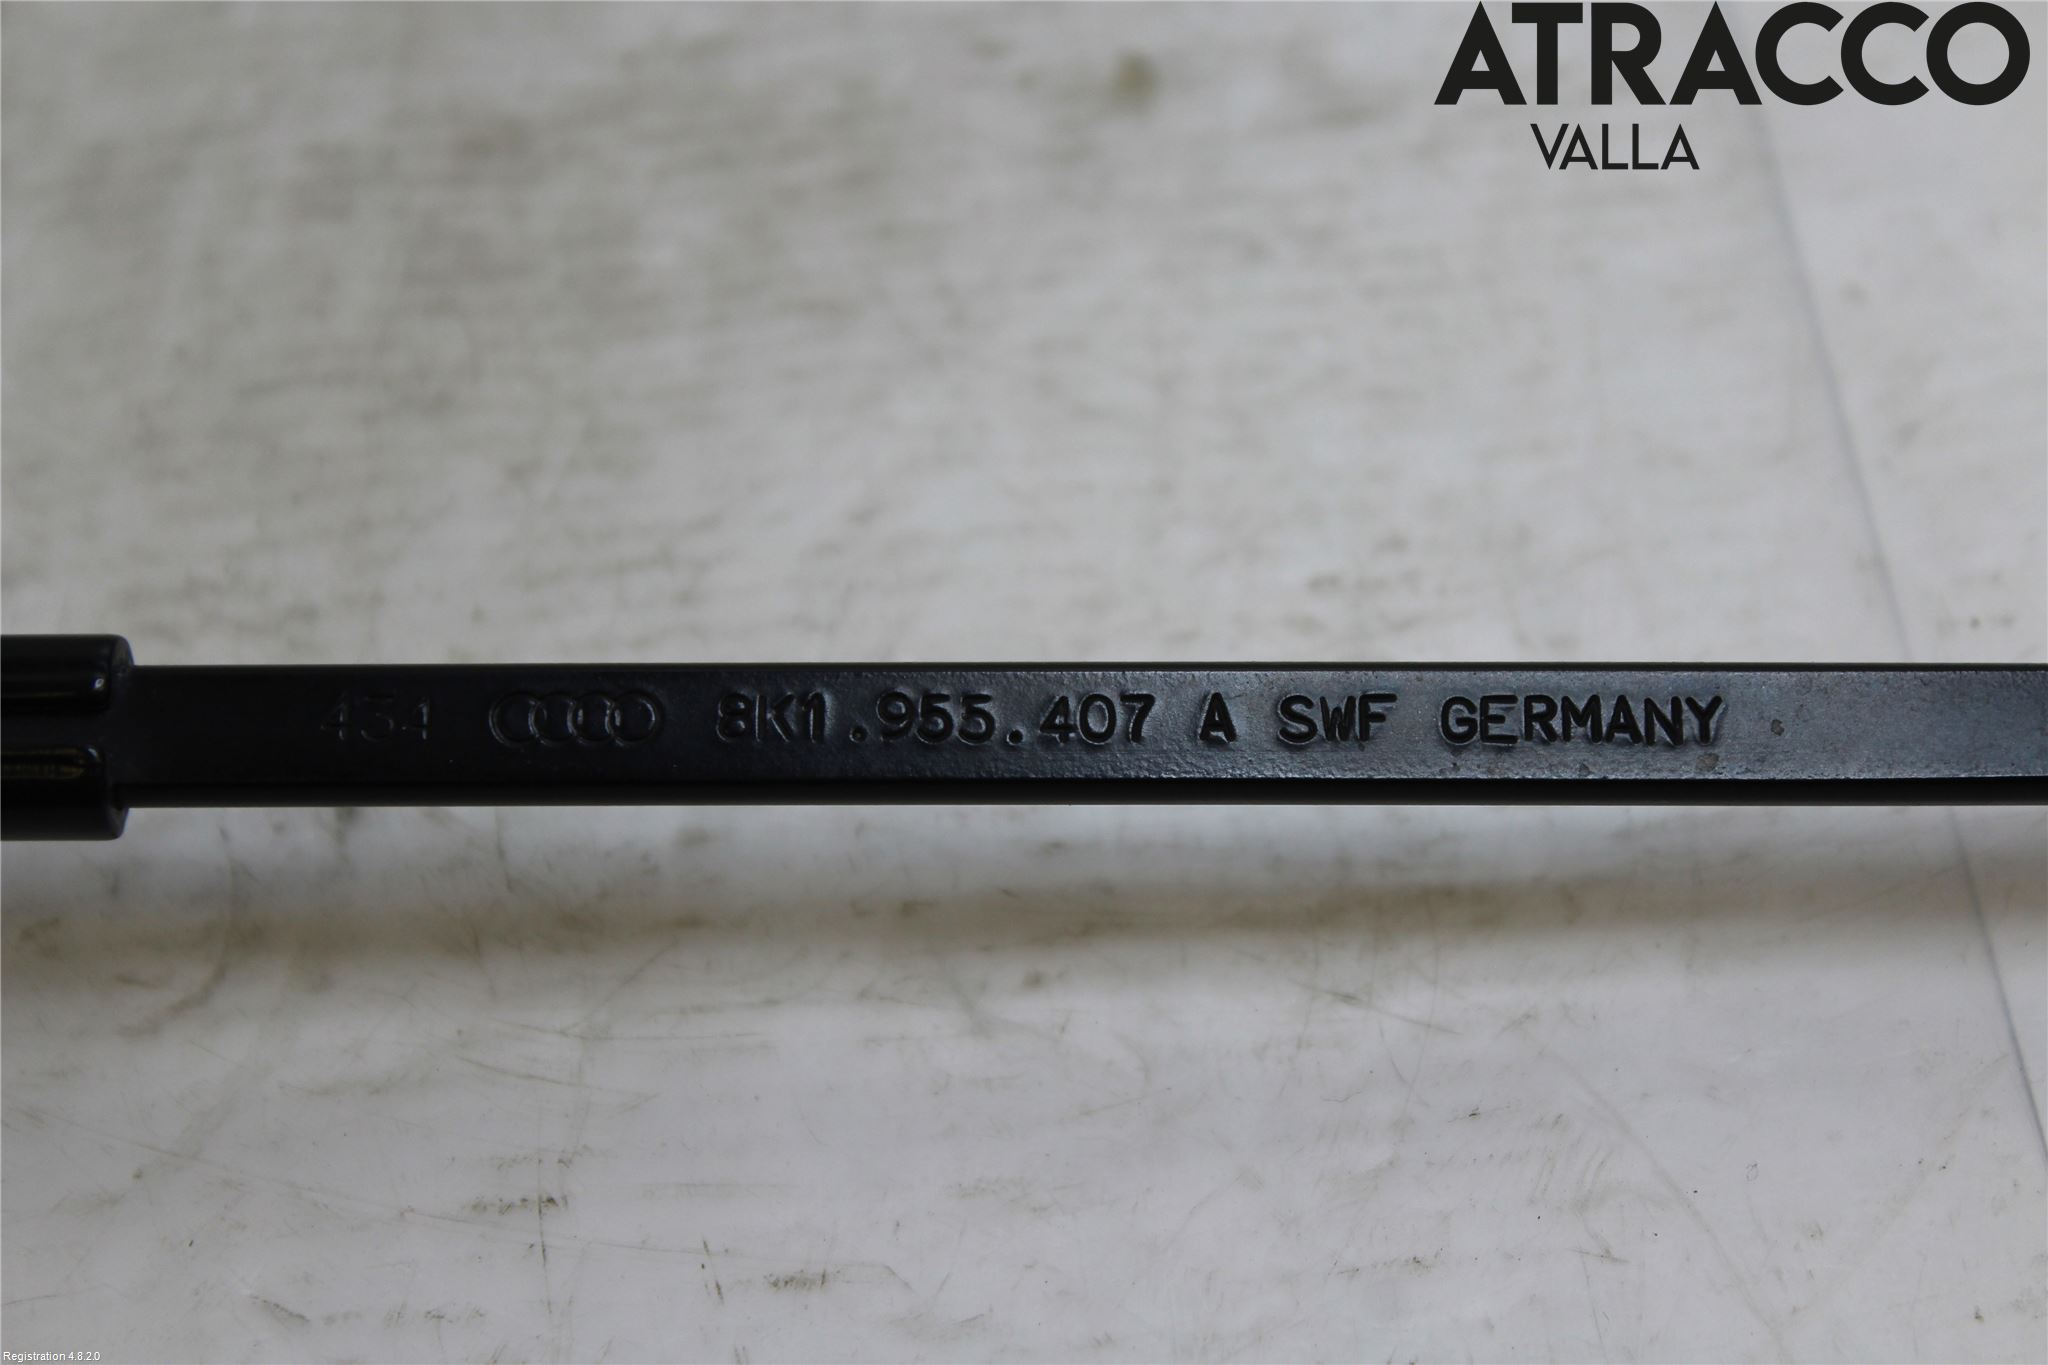 ATRACCO
VALLA
434 8K1.955.407 A SWF GERMANY
Registration 4.8.2.0